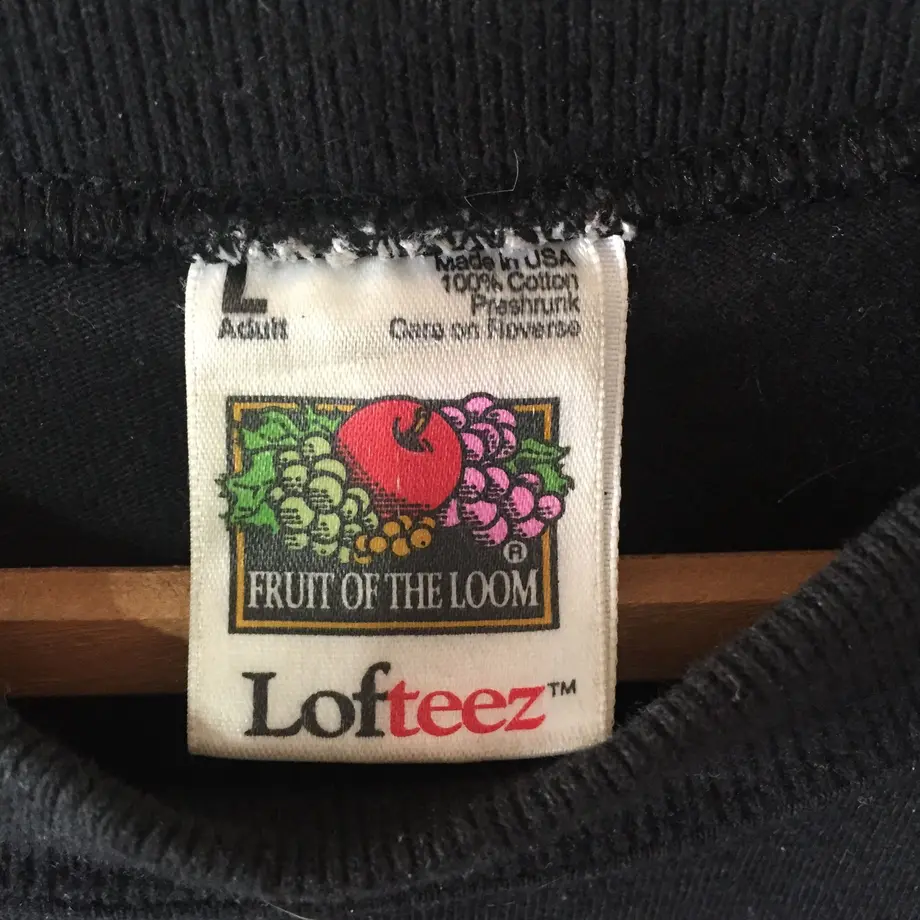 L
Adult
Made in USA
100% Cotton
Preshrunk
Care on Reverse
®
FRUIT OF THE LOOM
Lofteez™